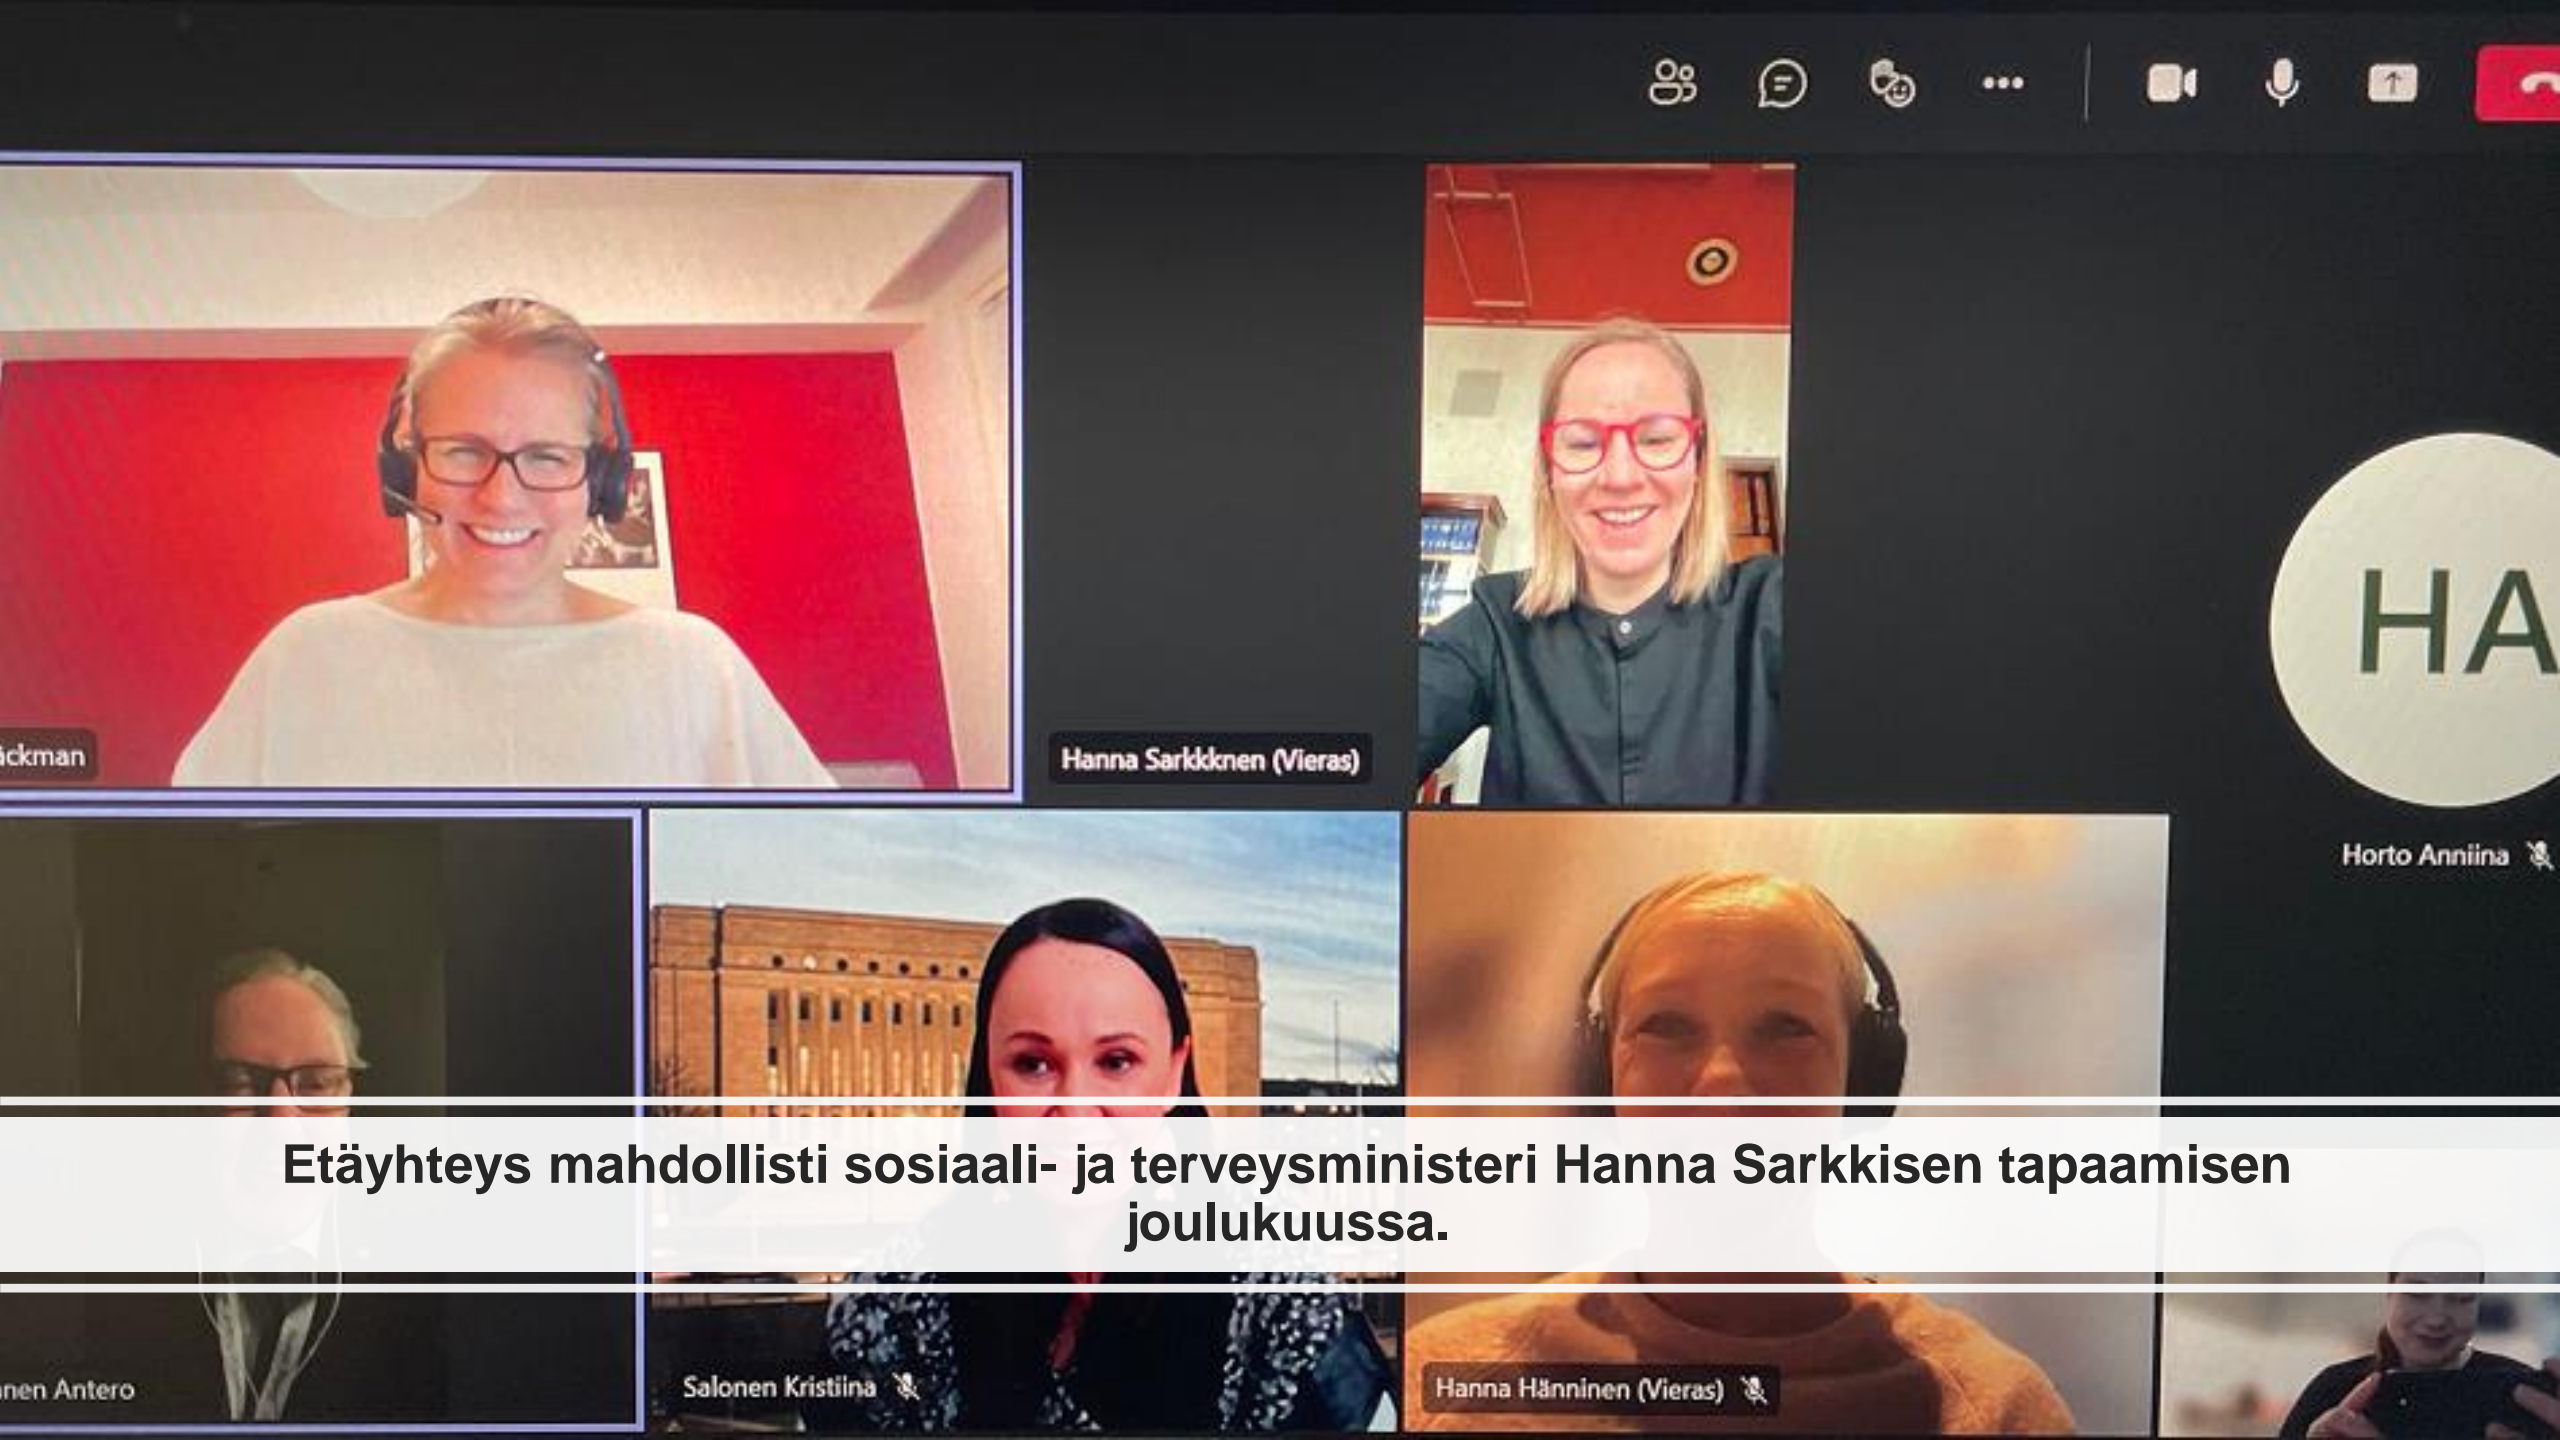 äckman
Hanna Sarkkknen (Vieras)
HA
Horto Anniina
Etäyhteys mahdollisti sosiaali- ja terveysministeri Hanna Sarkkisen tapaamisen
joulukuussa.
nen Antero
Salonen Kristiina
Hanna Hänninen (Vieras)